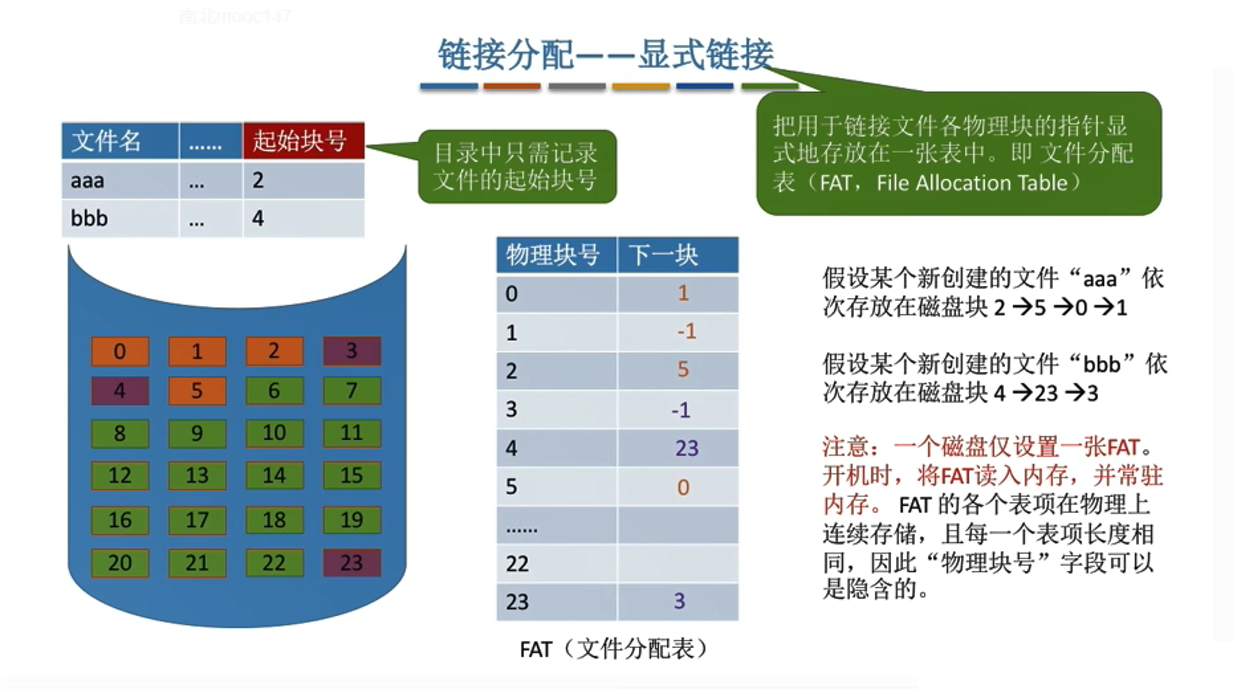 南北mooc147
链接分配——显式链接
把用于链接文件各物理块的指针显
式地存放在一张表中。即 文件分配
表（FAT，File Allocation Table）
文件名 …… 起始块号
aaa … 2
bbb … 4
目录中只需记录
文件的起始块号
0 1 2 3
4 5 6 7
8 9 10 11
12 13 14 15
16 17 18 19
20 21 22 23
物理块号 下一块
0 1
1 -1
2 5
3 -1
4 23
5 0
……
22
23 3
FAT（文件分配表）
假设某个新创建的文件“aaa”依
次存放在磁盘块 2 →5 →0 →1
假设某个新创建的文件“bbb”依
次存放在磁盘块 4 →23 →3
注意：一个磁盘仅设置一张FAT。
开机时，将FAT读入内存，并常驻
内存。 FAT 的各个表项在物理上
连续存储，且每一个表项长度相
同，因此“物理块号”字段可以
是隐含的。